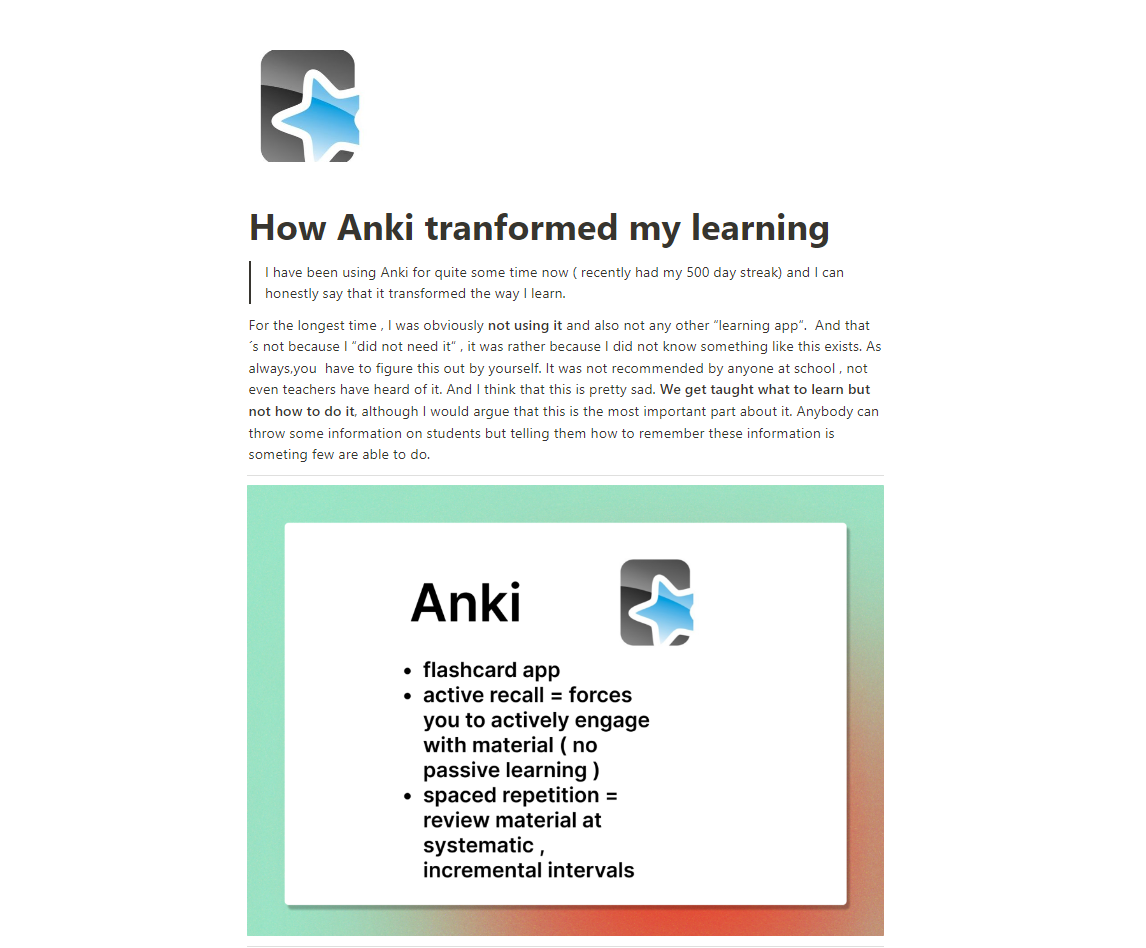 How Anki tranformed my learning
I have been using Anki for quite some time now ( recently had my 500 day streak) and I can
honestly say that it transformed the way I learn.
For the longest time , I was obviously not using it and also not any other “learning app”.  And that
´s not because I “did not need it” , it was rather because I did not know something like this exists. As
always,you  have to figure this out by yourself. It was not recommended by anyone at school , not
even teachers have heard of it. And I think that this is pretty sad. We get taught what to learn but
not how to do it, although I would argue that this is the most important part about it. Anybody can
throw some information on students but telling them how to remember these information is
someting few are able to do.
Anki
• flashcard app
• active recall = forces
you to actively engage
with material ( no
passive learning )
• spaced repetition =
review material at
systematic ,
incremental intervals